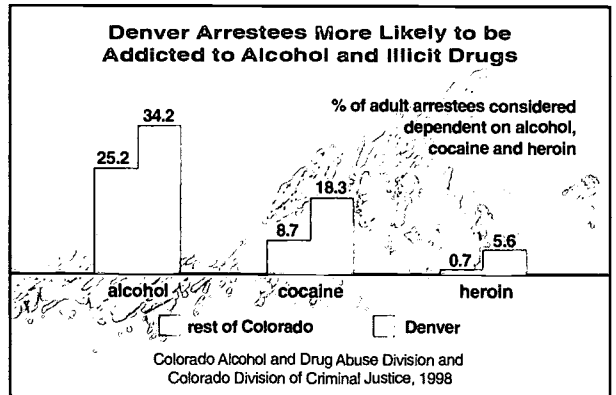 Denver Arrestees More Likely to be
Addicted to Alcohol and Illicit Drugs
% of adult arrestees considered
dependent on alcohol,
cocaine and heroin
25.2 34.2
8.7 18.3
0.7 5.6
alcohol cocaine heroin
rest of Colorado Denver
Colorado Alcohol and Drug Abuse Division and
Colorado Division of Criminal Justice, 1998